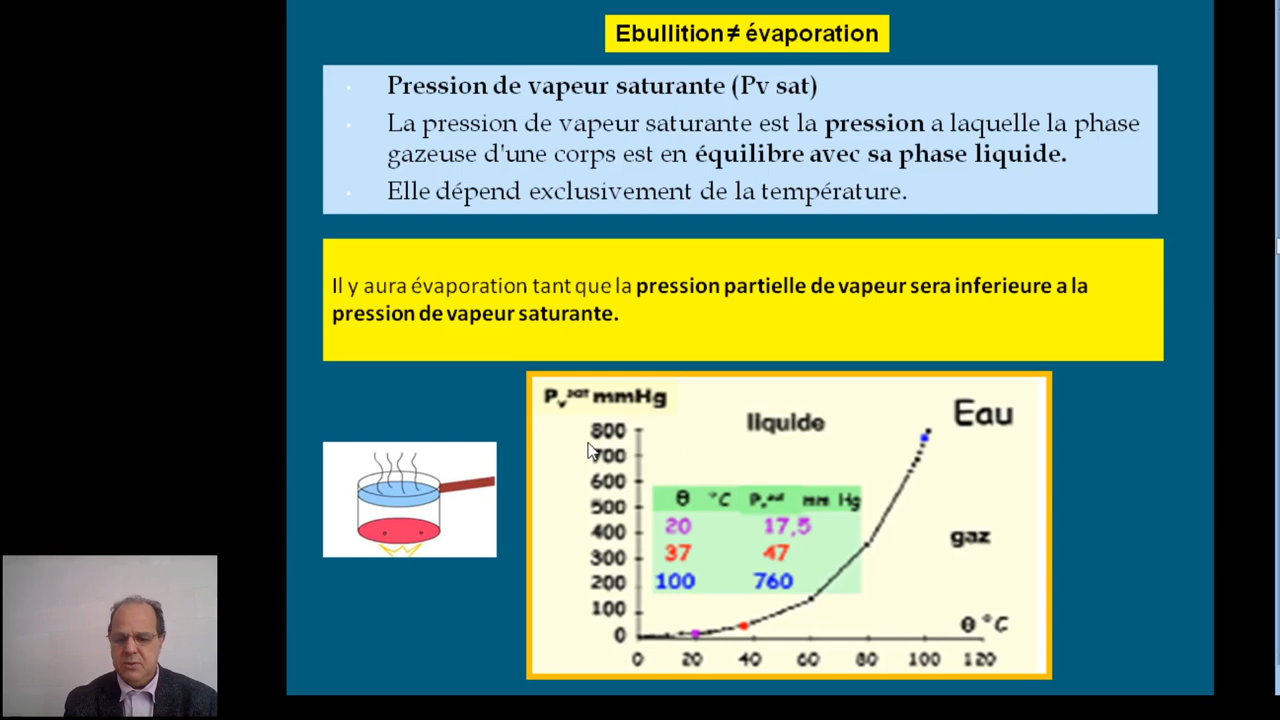 Ebullition ≠ évaporation
Pression de vapeur saturante (Pv sat)
La pression de vapeur saturante est la pression a laquelle la phase
gazeuse d'une corps est en équilibre avec sa phase liquide.
Elle dépend exclusivement de la température.
Il y aura évaporation tant que la pression partielle de vapeur sera inferieure a la
pression de vapeur saturante.
Pv sat mmHg
liquide
Eau
800
700
600
500
400
300
200
100
0
θ °C Pv sat mm Hg
20 17,5
37 47
100 760
gaz
θ °C
0 20 40 60 80 100 120